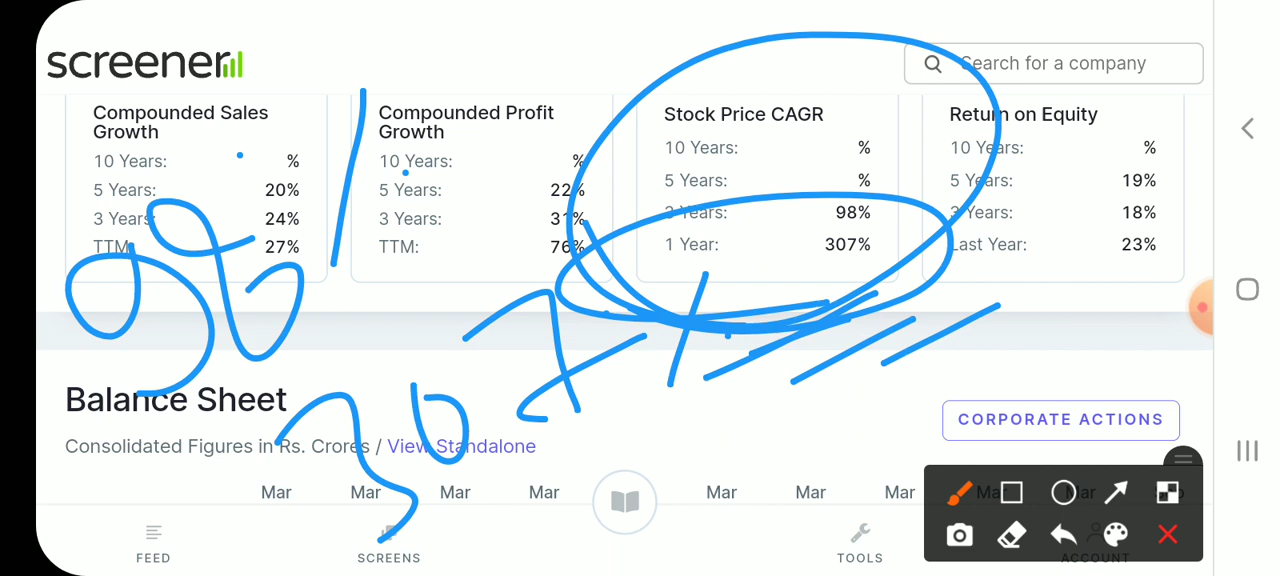 screener
Search for a company
Compounded Sales Growth
10 Years: %
5 Years: 20%
3 Years: 24%
TTM: 27%
Compounded Profit Growth
10 Years: %
5 Years: 22%
3 Years: 31%
TTM: 76%
Stock Price CAGR
10 Years: %
5 Years: %
3 Years: 98%
1 Year: 307%
Return on Equity
10 Years: %
5 Years: 19%
3 Years: 18%
Last Year: 23%
Balance Sheet
CORPORATE ACTIONS
Consolidated Figures in Rs. Crores / View Standalone
Mar Mar Mar Mar Mar Mar Mar Mar Mar
FEED SCREENS TOOLS ACCOUNT